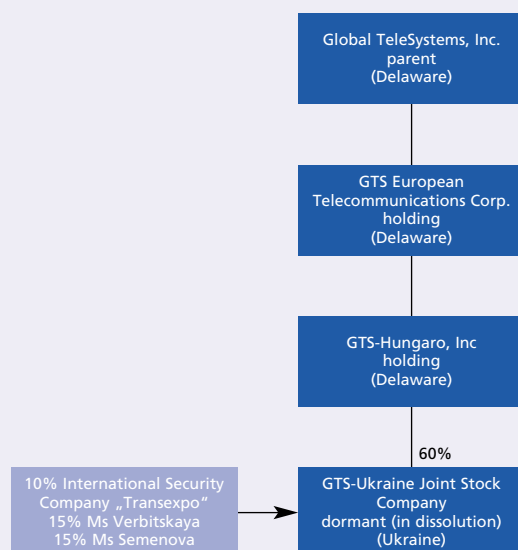 Global TeleSystems, Inc.
parent
(Delaware)
GTS European
Telecommunications Corp.
holding
(Delaware)
GTS-Hungaro, Inc
holding
(Delaware)
60%
10% International Security
Company „Transexpo“
15% Ms Verbitskaya
15% Ms Semenova
GTS-Ukraine Joint Stock
Company
dormant (in dissolution)
(Ukraine)